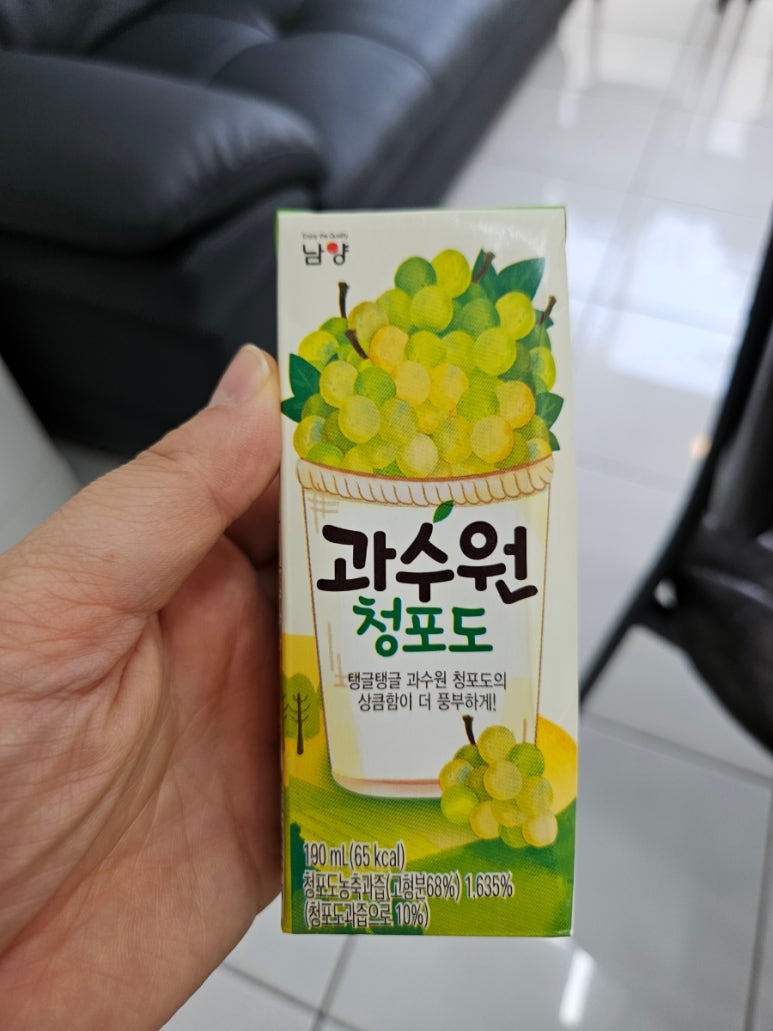 Enjoy the Quality
남양
과수원
청포도
탱글탱글 과수원 청포도의
상큼함이 더 풍부하게!
190 mL(65 kcal)
청포도농축과즙(고형분68%) 1.635%
(청포도과즙으로 10%)